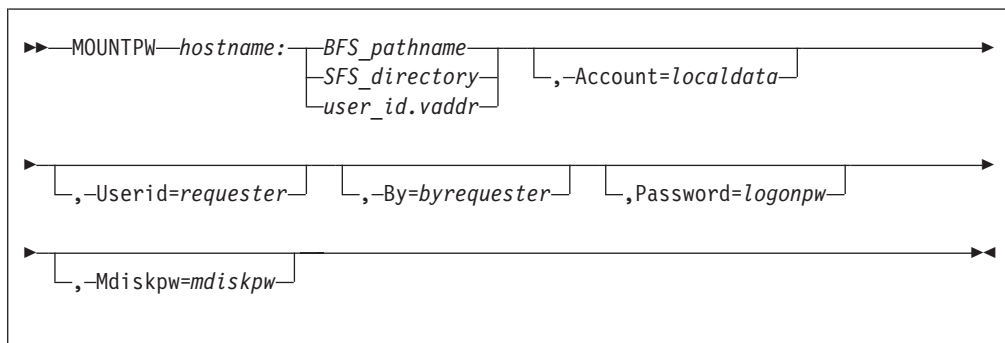 MOUNTPW hostname: BFS_pathname
SFS_directory ,Account=localdata
user_id.vaddr
,Userid=requester ,By=byrequester ,Password=logonpw
,Mdiskpw=mdiskpw